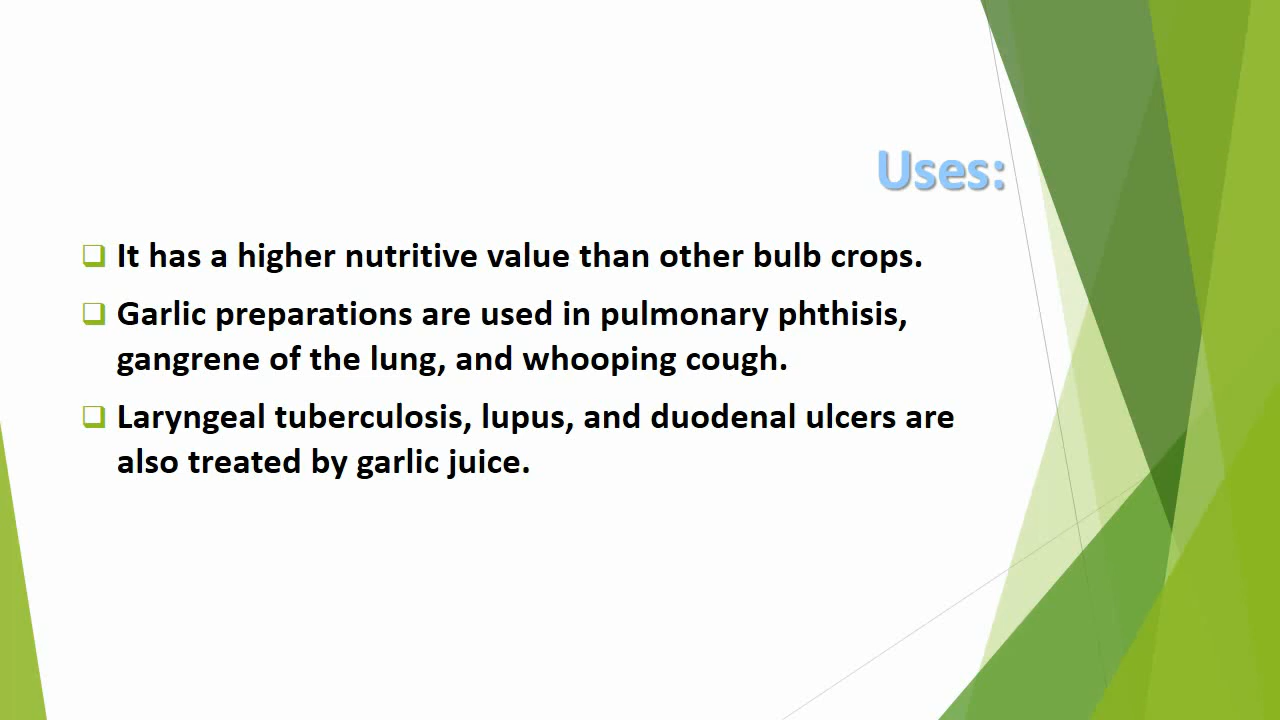 Uses:
It has a higher nutritive value than other bulb crops.
Garlic preparations are used in pulmonary phthisis,
gangrene of the lung, and whooping cough.
Laryngeal tuberculosis, lupus, and duodenal ulcers are
also treated by garlic juice.